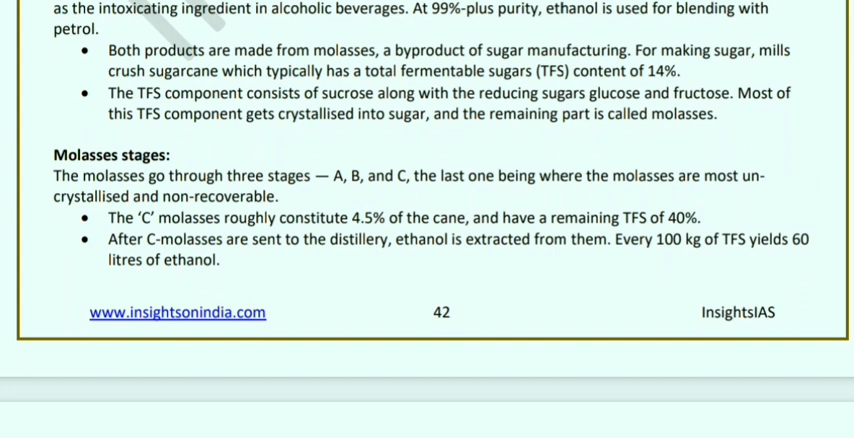 as the intoxicating ingredient in alcoholic beverages. At 99%-plus purity, ethanol is used for blending with
petrol.
• Both products are made from molasses, a byproduct of sugar manufacturing. For making sugar, mills
crush sugarcane which typically has a total fermentable sugars (TFS) content of 14%.
• The TFS component consists of sucrose along with the reducing sugars glucose and fructose. Most of
this TFS component gets crystallised into sugar, and the remaining part is called molasses.
Molasses stages:
The molasses go through three stages — A, B, and C, the last one being where the molasses are most un-
crystallised and non-recoverable.
• The ‘C’ molasses roughly constitute 4.5% of the cane, and have a remaining TFS of 40%.
• After C-molasses are sent to the distillery, ethanol is extracted from them. Every 100 kg of TFS yields 60
litres of ethanol.
www.insightsonindia.com 42 InsightsIAS